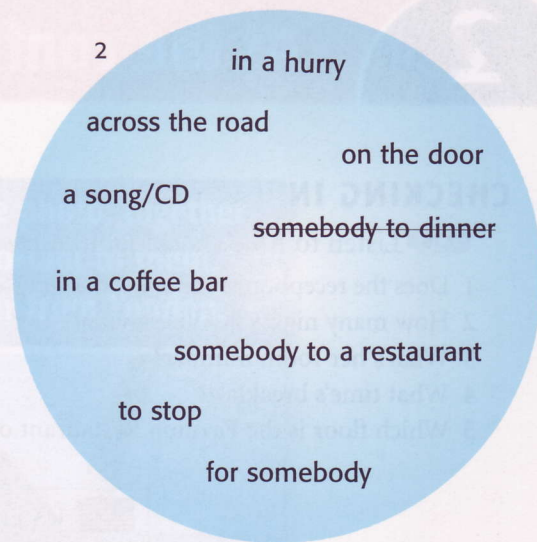 2
in a hurry
across the road
on the door
a song/CD
somebody to dinner
in a coffee bar
somebody to a restaurant
to stop
for somebody